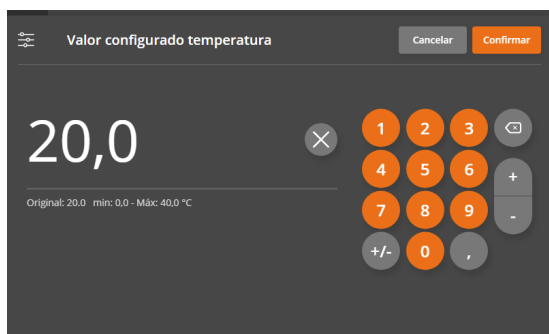 Valor configurado temperatura
Cancelar
Confirmar
20,0
1 2 3
4 5 6 +
7 8 9 -
+/- 0 ,
Original: 20.0 min: 0,0 - Máx: 40,0 °C